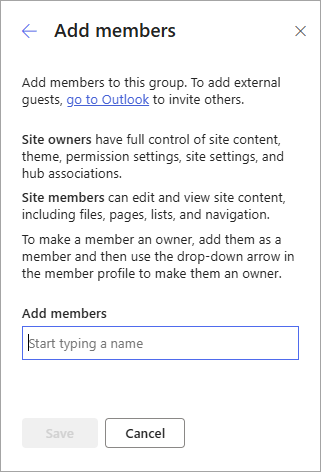 Add members
Add members to this group. To add external
guests, go to Outlook to invite others.
Site owners have full control of site content,
theme, permission settings, site settings, and
hub associations.
Site members can edit and view site content,
including files, pages, lists, and navigation.
To make a member an owner, add them as a
member and then use the drop-down arrow in
the member profile to make them an owner.
Add members
Start typing a name
Save
Cancel